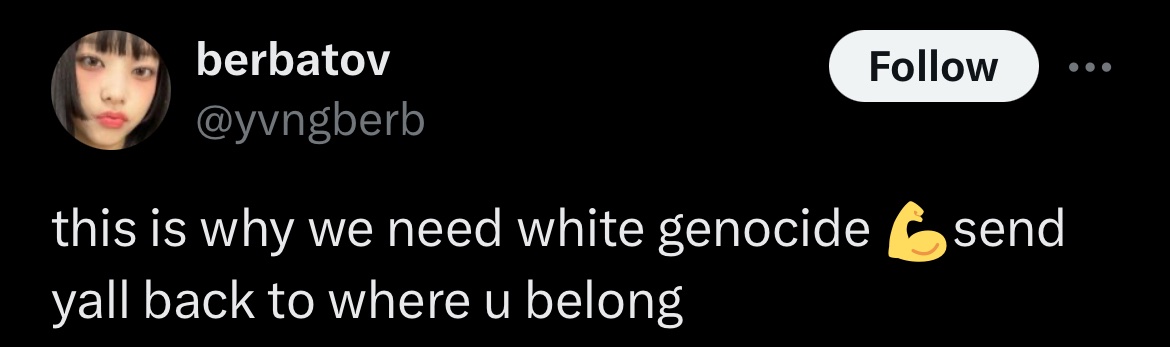 berbatov
Follow
@yvngberb
this is why we need white genocide 💪send
yall back to where u belong